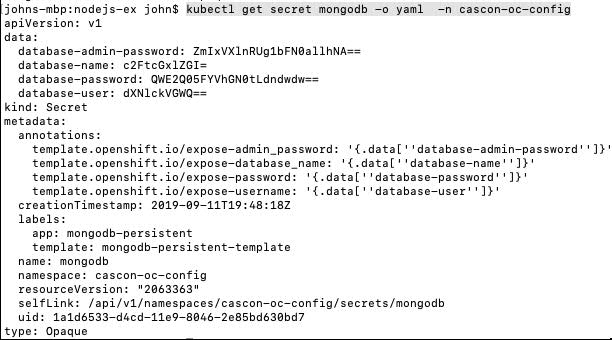 johns-mbp:nodejs-ex john$ kubectl get secret mongodb -o yaml  -n cascon-oc-config
apiVersion: v1
data:
  database-admin-password: ZmIxVXlnRUg1bFN0allhNA==
  database-name: c2FtcGxlZGI=
  database-password: QWE2Q05FYVhGN0tLdndwdw==
  database-user: dXNlckVGWQ==
kind: Secret
metadata:
  annotations:
    template.openshift.io/expose-admin_password: '{.data[''database-admin-password'']}'
    template.openshift.io/expose-database_name: '{.data[''database-name'']}'
    template.openshift.io/expose-password: '{.data[''database-password'']}'
    template.openshift.io/expose-username: '{.data[''database-user'']}'
  creationTimestamp: 2019-09-11T19:48:18Z
  labels:
    app: mongodb-persistent
    template: mongodb-persistent-template
  name: mongodb
  namespace: cascon-oc-config
  resourceVersion: "2063363"
  selfLink: /api/v1/namespaces/cascon-oc-config/secrets/mongodb
  uid: 1a1d6533-d4cd-11e9-8046-2e85bd630bd7
type: Opaque